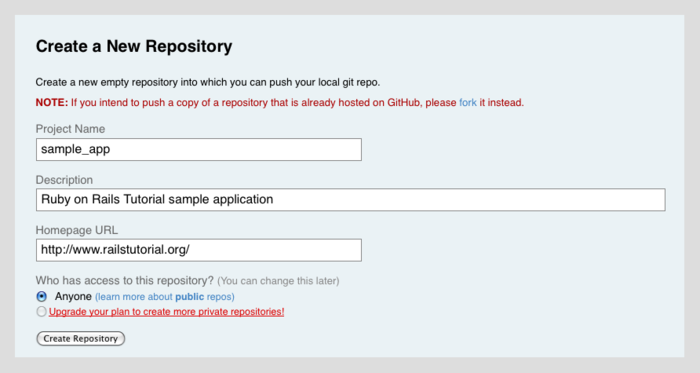 Create a New Repository
Create a new empty repository into which you can push your local git repo.
NOTE: If you intend to push a copy of a repository that is already hosted on GitHub, please fork it instead.
Project Name
sample_app
Description
Ruby on Rails Tutorial sample application
Homepage URL
http://www.railstutorial.org/
Who has access to this repository? (You can change this later)
Anyone (learn more about public repos)
Upgrade your plan to create more private repositories!
Create Repository